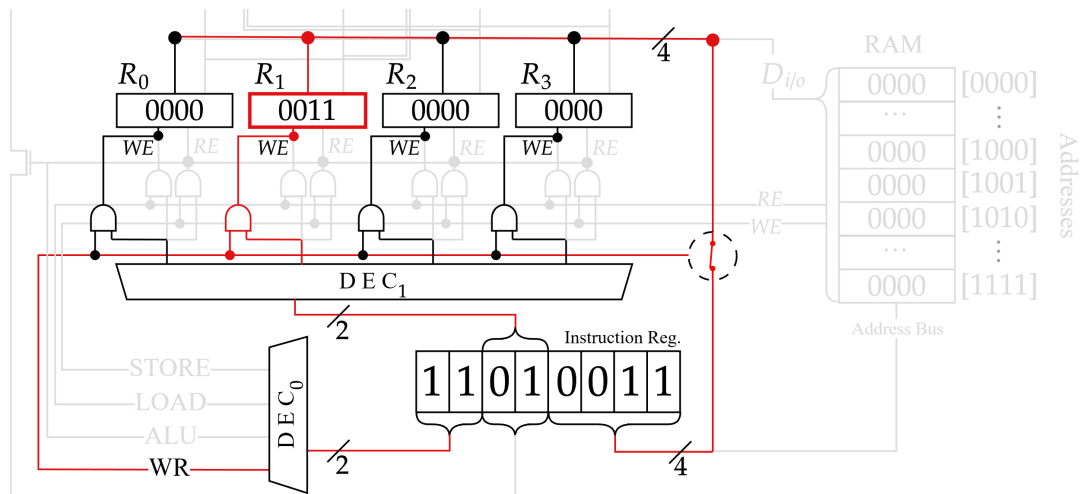 RAM
4
D i/o
R0 R1 R2 R3
0000 [0000]
0000 0011 0000 0000
...
WE RE WE RE WE RE WE RE
0000 [1000]
0000 [1001]
RE
0000 [1010]
WE
...
Addresses
DEC1
0000 [1111]
2
Address Bus
Instruction Reg.
STORE
1 1 0 1 0 0 1 1
LOAD
DEC0
ALU
2
4
WR